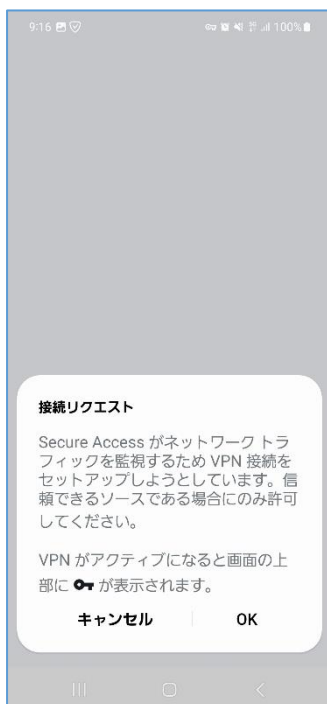 9:16 100%
接続リクエスト
Secure Access がネットワーク トラ
フィックを監視するため VPN 接続を
セットアップしようとしています。信
頼できるソースである場合にのみ許可
してください。
VPN がアクティブになると画面の上
部に が表示されます。
キャンセル OK